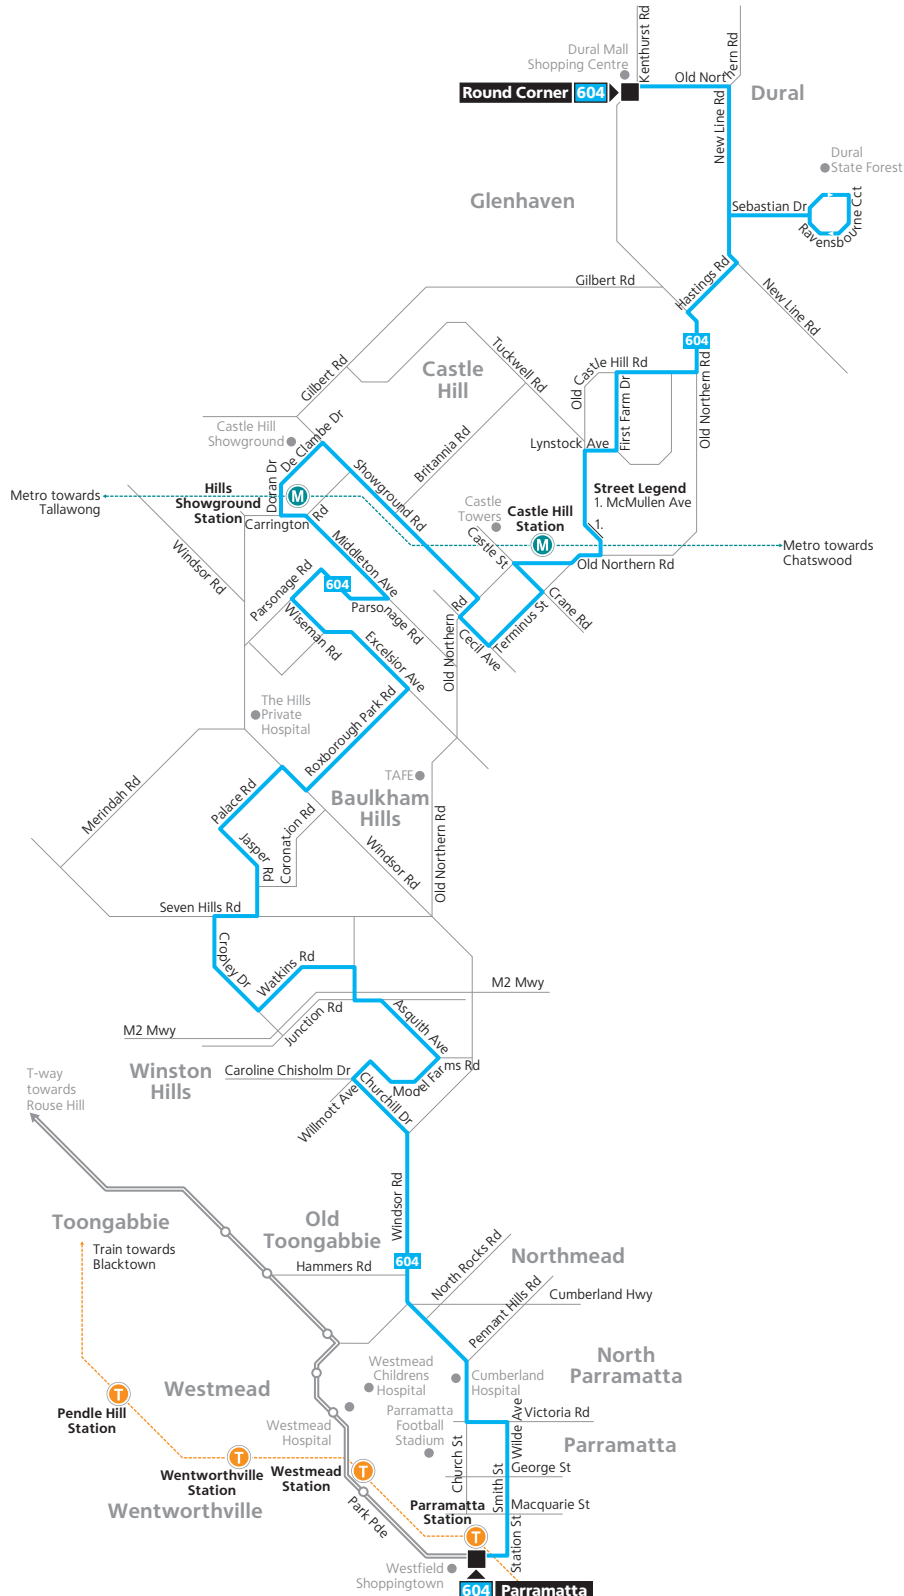 Kenthurst Rd
Old Northern Rd
Dural Mall
Shopping Centre
Round Corner 604
Dural
New Line Rd
Dural
State Forest
Sebastian Dr
Ravensbourne Cct
Glenhaven
Hastings Rd
Gilbert Rd
New Line Rd
604
Gilbert Rd
Castle
Hill
Tuckwell Rd
Old Castle Hill Rd
Old Castle Hill Rd
First Farm Dr
Old Northern Rd
Castle Hill
Showground
De Clambe Dr
Britannia Rd
Lynstock Ave
Showground Rd
Doran Dr
Hills
Showground
Station
M
Metro towards
Tallawong
Street Legend
1. McMullen Ave
Castle
Towers
Castle Hill
Station
M
1.
Carrington Rd
Metro towards
Chatswood
Windsor Rd
Middleton Ave
Castle St
Old Northern Rd
Parsonage Rd
604
Parsonage Rd
Crane Rd
Terminus St
Wiseman Rd
Excelsior Ave
Old Northern Rd
Cecil Ave
The Hills
Private
Hospital
Roxborough Park Rd
TAFE
Baulkham
Hills
Merindah Rd
Palace Rd
Jasper Rd
Coronation Rd
Windsor Rd
Old Northern Rd
Seven Hills Rd
Cropley Dr
Watkins Rd
M2 Mwy
Junction Rd
M2 Mwy
Asquith Ave
Winston
Hills
Caroline Chisholm Dr
Model Farms Rd
Willmott Ave
Churchill Dr
T-way
towards
Rouse Hill
Windsor Rd
Toongabbie
Old
Toongabbie
Train towards
Blacktown
Hammers Rd
604
North Rocks Rd
Northmead
Pennant Hills Rd
Cumberland Hwy
North
Parramatta
Westmead
Westmead
Childrens
Hospital
Cumberland
Hospital
T
Pendle Hill
Station
Westmead
Hospital
Parramatta
Football
Stadium
Church St
Wilde Ave
Victoria Rd
Parramatta
T
Wentworthville
Station
Westmead
Station
T
Smith St
George St
Wentworthville
Park Pde
Parramatta
Station
T
Macquarie St
Station St
Westfield
Shoppingtown
604 Parramatta